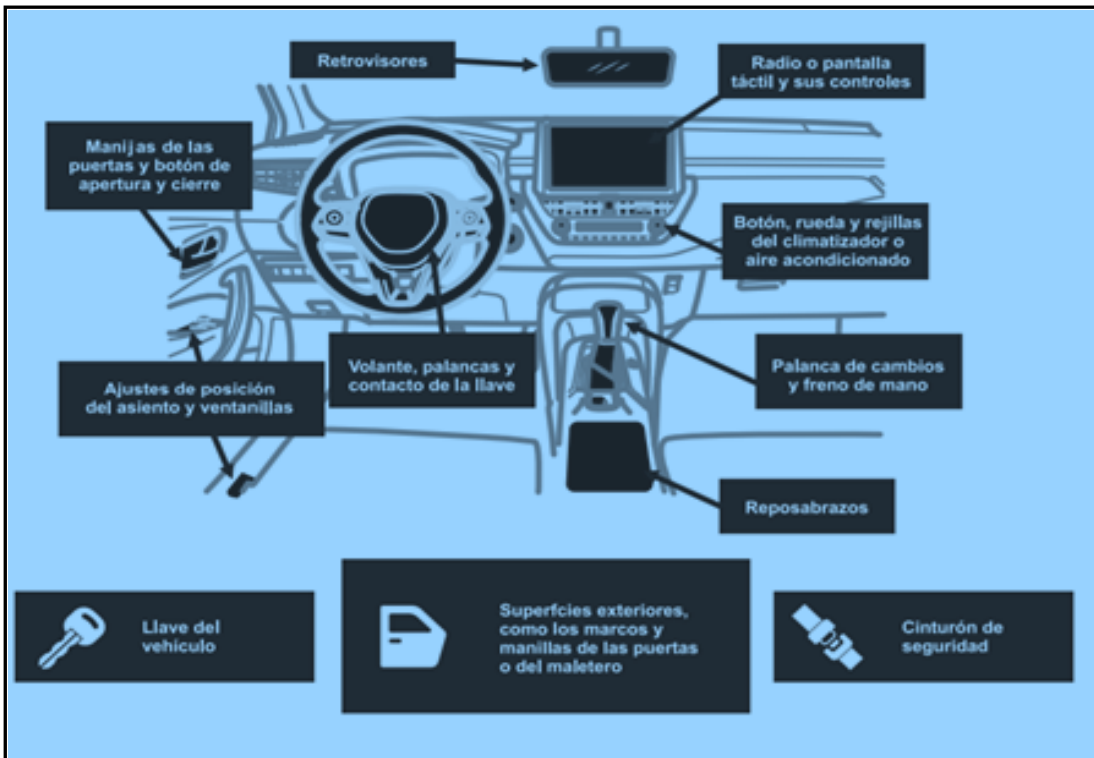 Retrovisores
Radio o pantalla
táctil y sus controles
Manijas de las
puertas y botón de
apertura y cierre
Botón, rueda y rejillas
del climatizador o
aire acondicionado
Volante, palancas y
contacto de la llave
Palanca de cambios
y freno de mano
Ajustes de posición
del asiento y ventanillas
Reposabrazos
Llave del
vehículo
Superfcies exteriores,
como los marcos y
manillas de las puertas
o del maletero
Cinturón de
seguridad